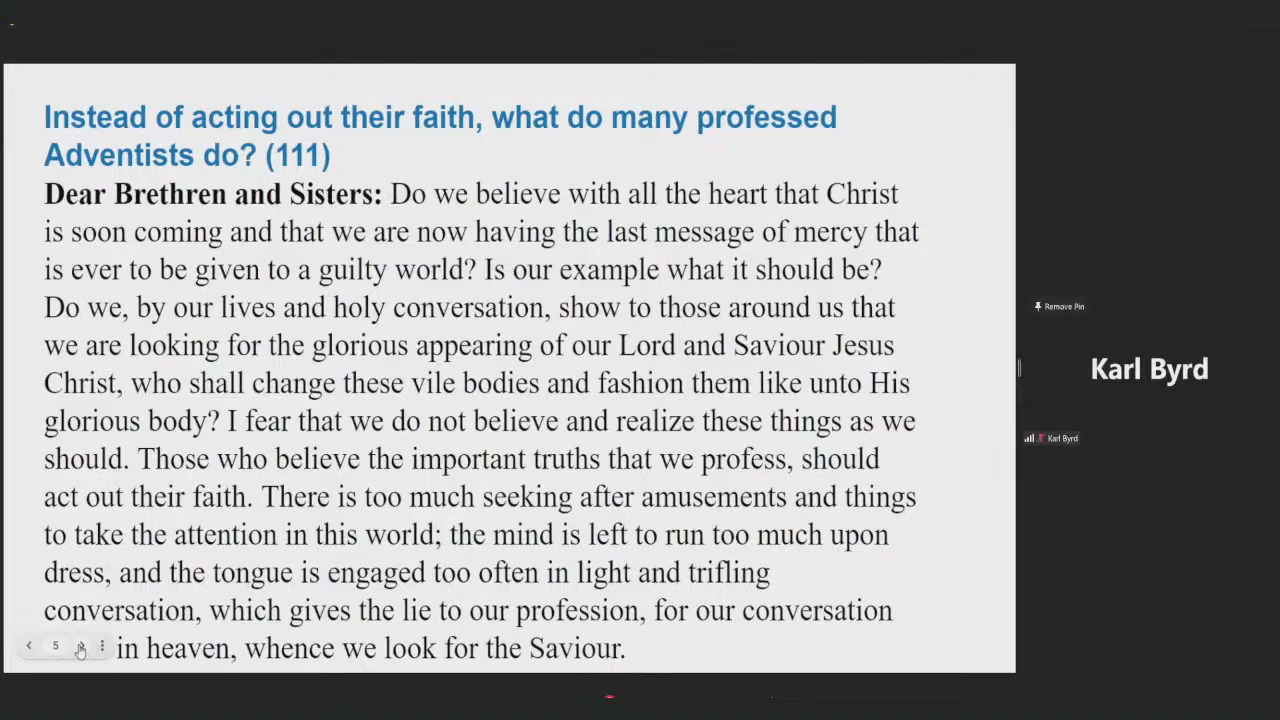 Instead of acting out their faith, what do many professed
Adventists do? (111)
Dear Brethren and Sisters: Do we believe with all the heart that Christ
is soon coming and that we are now having the last message of mercy that
is ever to be given to a guilty world? Is our example what it should be?
Do we, by our lives and holy conversation, show to those around us that
we are looking for the glorious appearing of our Lord and Saviour Jesus
Christ, who shall change these vile bodies and fashion them like unto His
glorious body? I fear that we do not believe and realize these things as we
should. Those who believe the important truths that we profess, should
act out their faith. There is too much seeking after amusements and things
to take the attention in this world; the mind is left to run too much upon
dress, and the tongue is engaged too often in light and trifling
conversation, which gives the lie to our profession, for our conversation
in heaven, whence we look for the Saviour.
5
Remove Pin
Karl Byrd
Karl Byrd